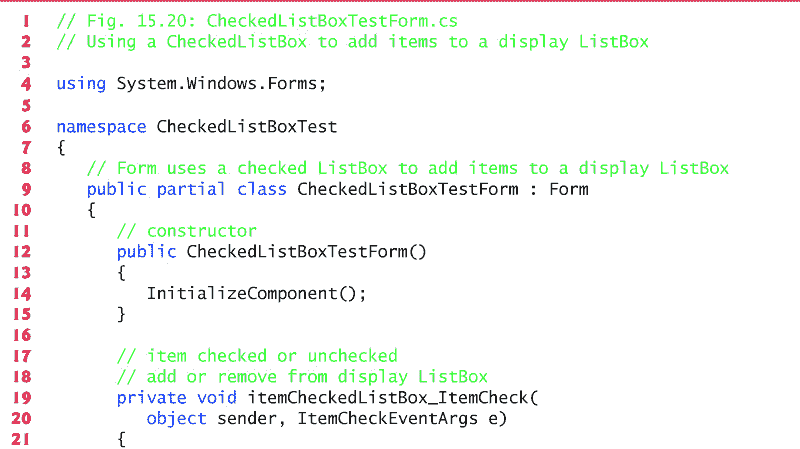 1 // Fig. 15.20: CheckedListBoxTestForm.cs
2 // Using a CheckedListBox to add items to a display ListBox
3
4 using System.Windows.Forms;
5
6 namespace CheckedListBoxTest
7 {
8 // Form uses a checked ListBox to add items to a display ListBox
9 public partial class CheckedListBoxTestForm : Form
10 {
11 // constructor
12 public CheckedListBoxTestForm()
13 {
14 InitializeComponent();
15 }
16
17 // item checked or unchecked
18 // add or remove from display ListBox
19 private void itemCheckedListBox_ItemCheck(
20 object sender, ItemCheckEventArgs e)
21 {